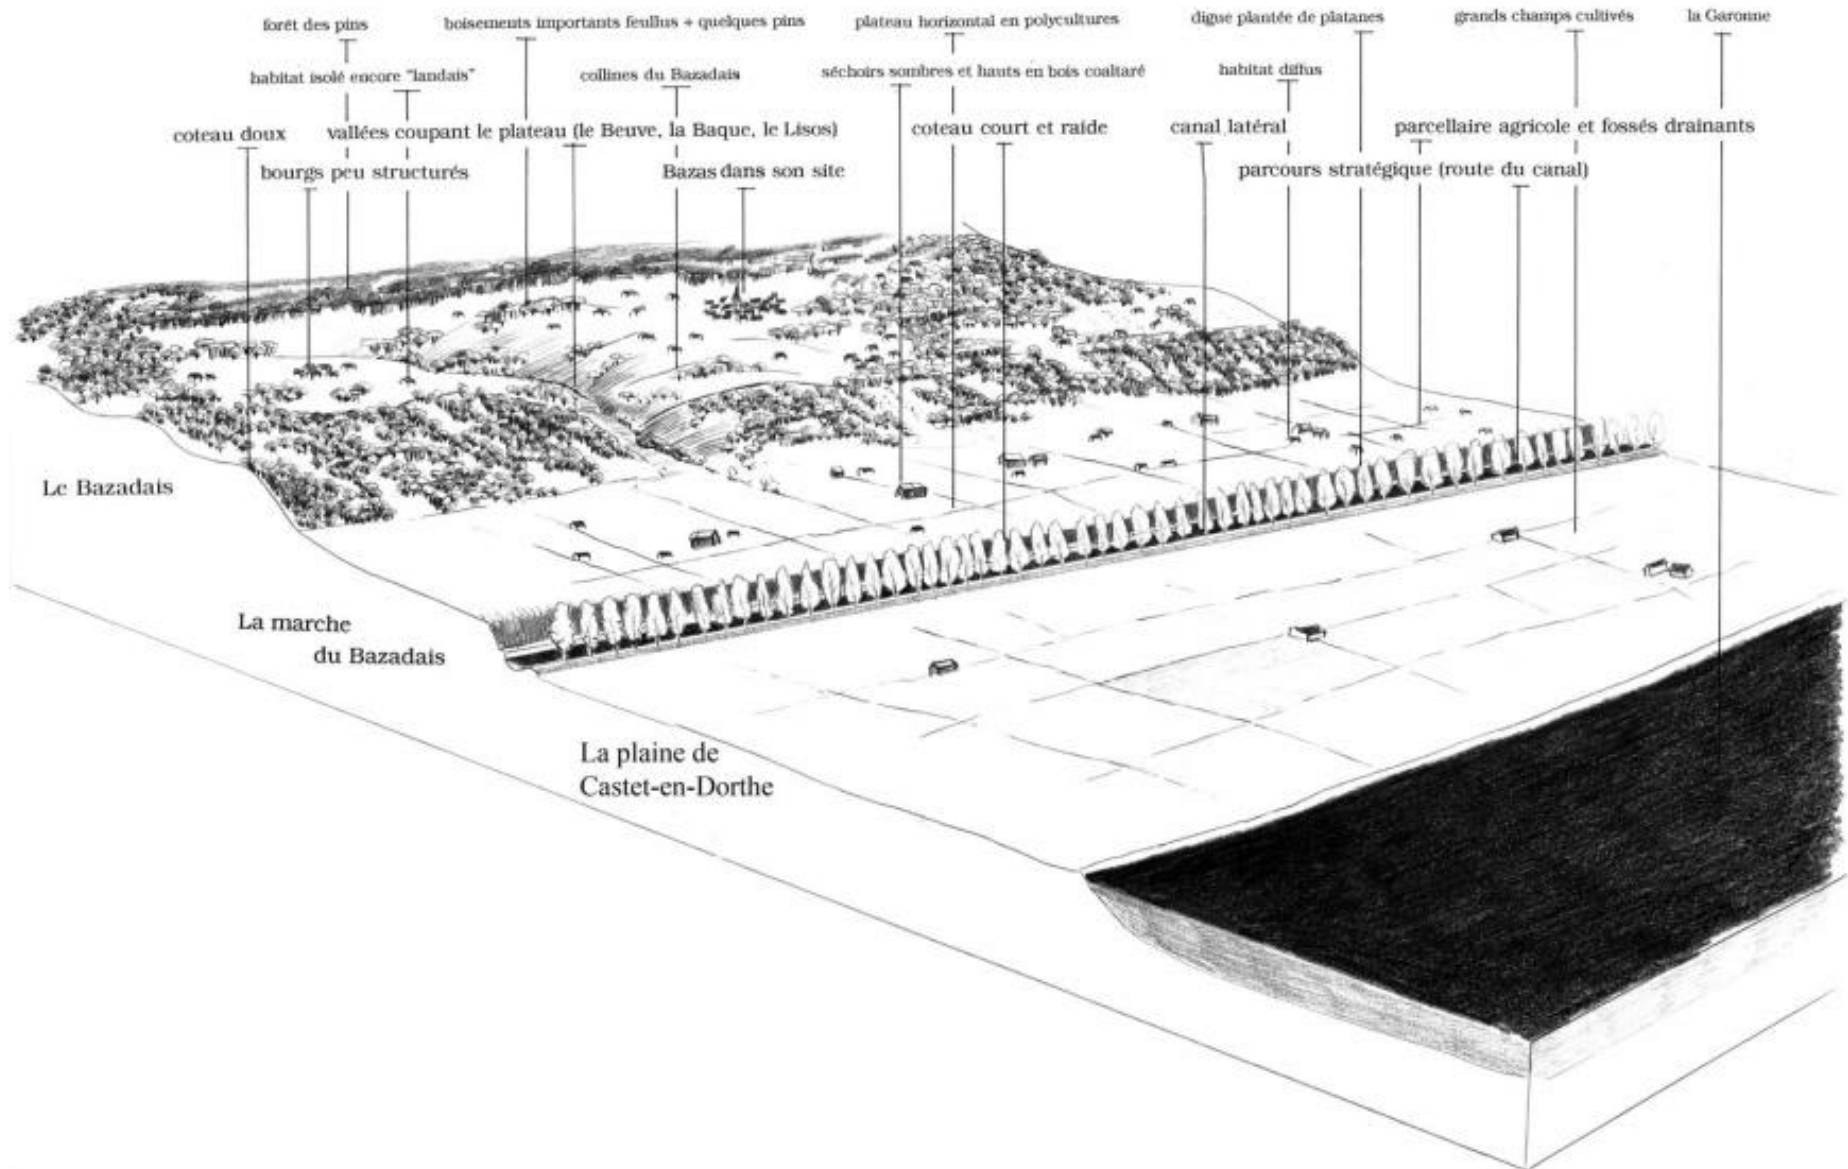 forêt des pins
boisements importants feuillus + quelques pins
plateau horizontal en polycultures
digue plantée de platanes
grands champs cultivés
la Garonne
habitat isolé encore "landais"
collines du Bazadais
séchoirs sombres et hauts en bois coaltaré
habitat diffus
coteau doux
vallées coupant le plateau (le Beuve, la Baque, le Lisos)
coteau court et raide
canal latéral
parcellaire agricole et fossés drainants
bourgs peu structurés
Bazas dans son site
parcours stratégique (route du canal)
Le Bazadais
La marche
du Bazadais
La plaine de
Castet-en-Dorthe